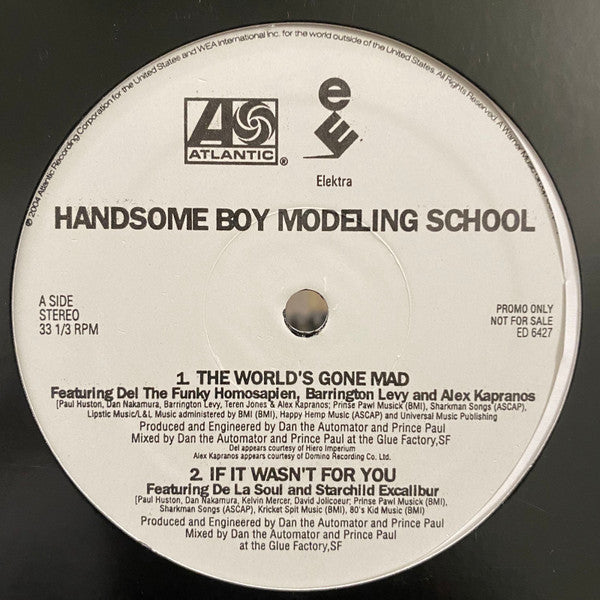 ℗ 2004 Atlantic Recording Corporation for the United States and WEA International Inc. for the world outside of the United States. All Rights Reserved. A Warner Music
ATLANTIC®
Elektra
HANDSOME BOY MODELING SCHOOL
A SIDE
STEREO
33 1/3 RPM
PROMO ONLY
NOT FOR SALE
ED 6427
1. THE WORLD'S GONE MAD
Featuring Del The Funky Homosapien, Barrington Levy and Alex Kapranos
[Paul Huston, Dan Nakamura, Barrington Levy, Teren Jones & Alex Kapranos; Prinse Pawl Musick (BMI), Sharkman Songs (ASCAP),
Lipstic Music/L&L Music administered by BMI (BMI), Happy Hemp Music (ASCAP) and Universal Music Publishing
Produced and Engineered by Dan the Automator and Prince Paul
Mixed by Dan the Automator and Prince Paul at the Glue Factory,SF
Del appears courtesy of Hiero Imperium
Alex Kapranos appears courtesy of Domino Recording Co. Ltd.
2. IF IT WASN'T FOR YOU
Featuring De La Soul and Starchild Excalibur
[Paul Huston, Dan Nakamura, Kelvin Mercer, David Jolicoeur; Prinse Pawl Musick (BMI),
Sharkman Songs (ASCAP), Kricket Spit Music (BMI), 80's Kid Music (BMI)
Produced and Engineered by Dan the Automator and Prince Paul
Mixed by Dan the Automator and Prince Paul
at the Glue Factory,SF